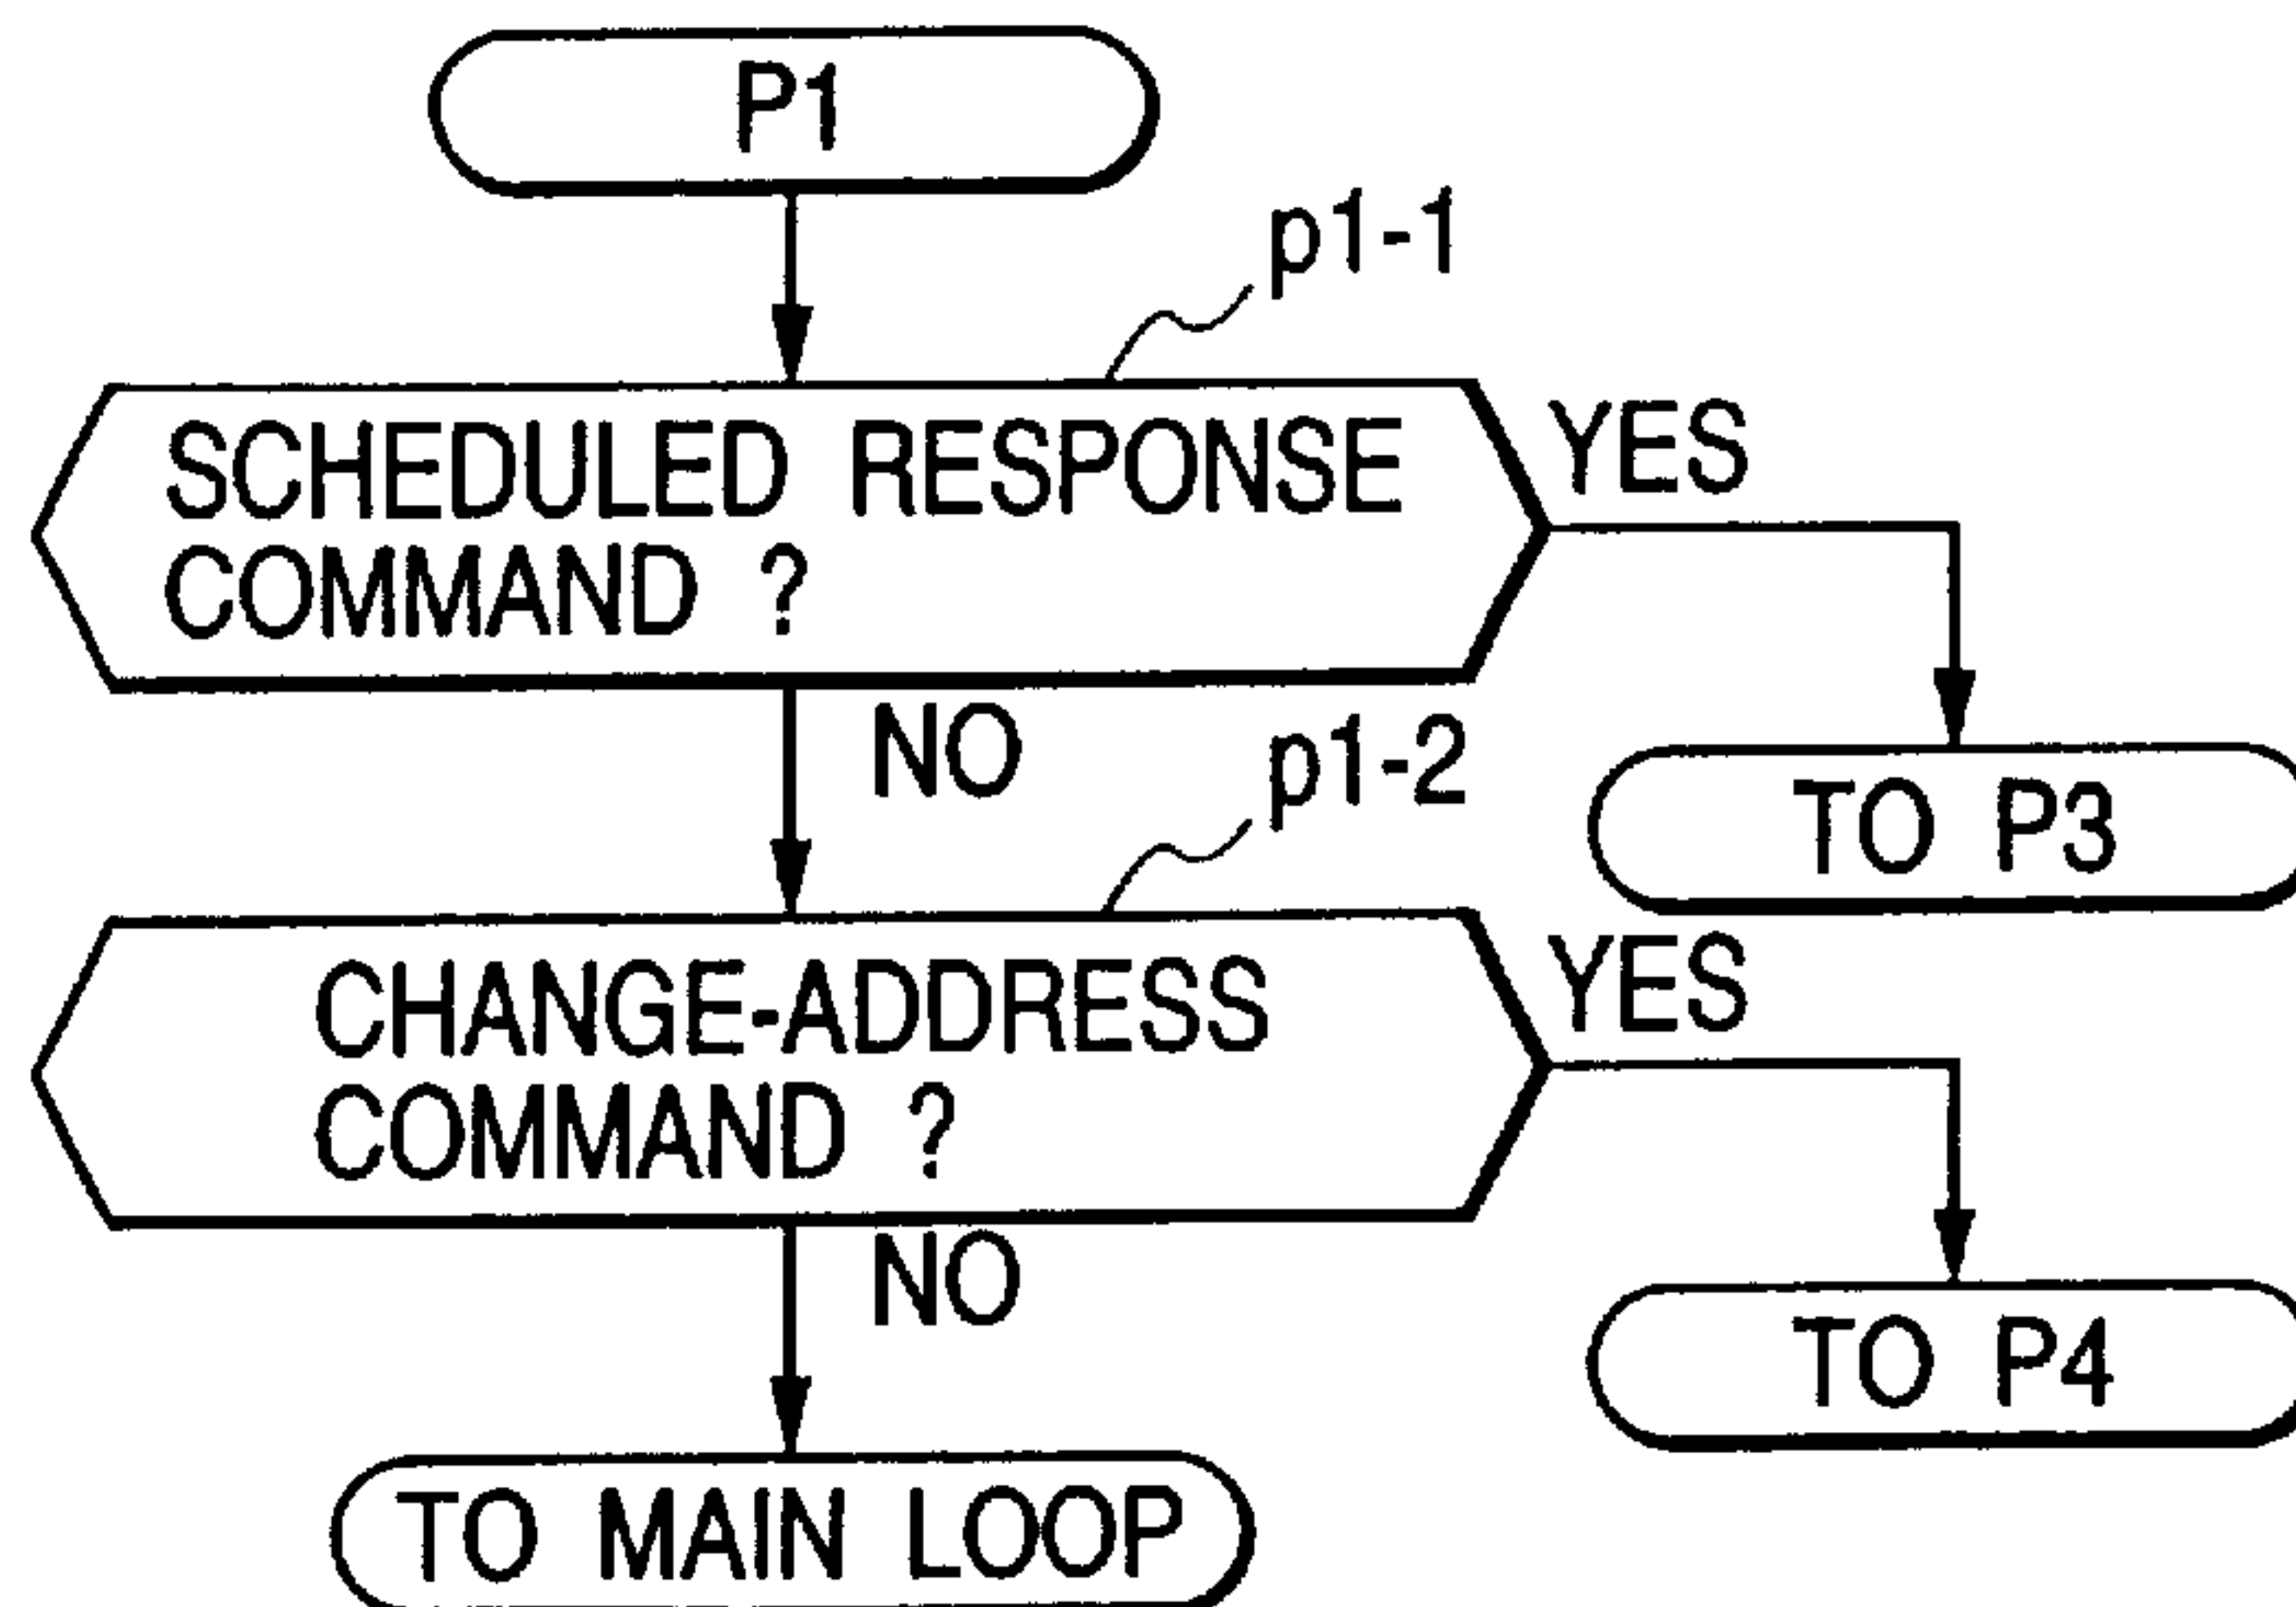 P1
p1-1
SCHEDULED RESPONSE
COMMAND ?
YES
NO
TO P3
p1-2
CHANGE-ADDRESS
COMMAND ?
YES
NO
TO P4
TO MAIN LOOP